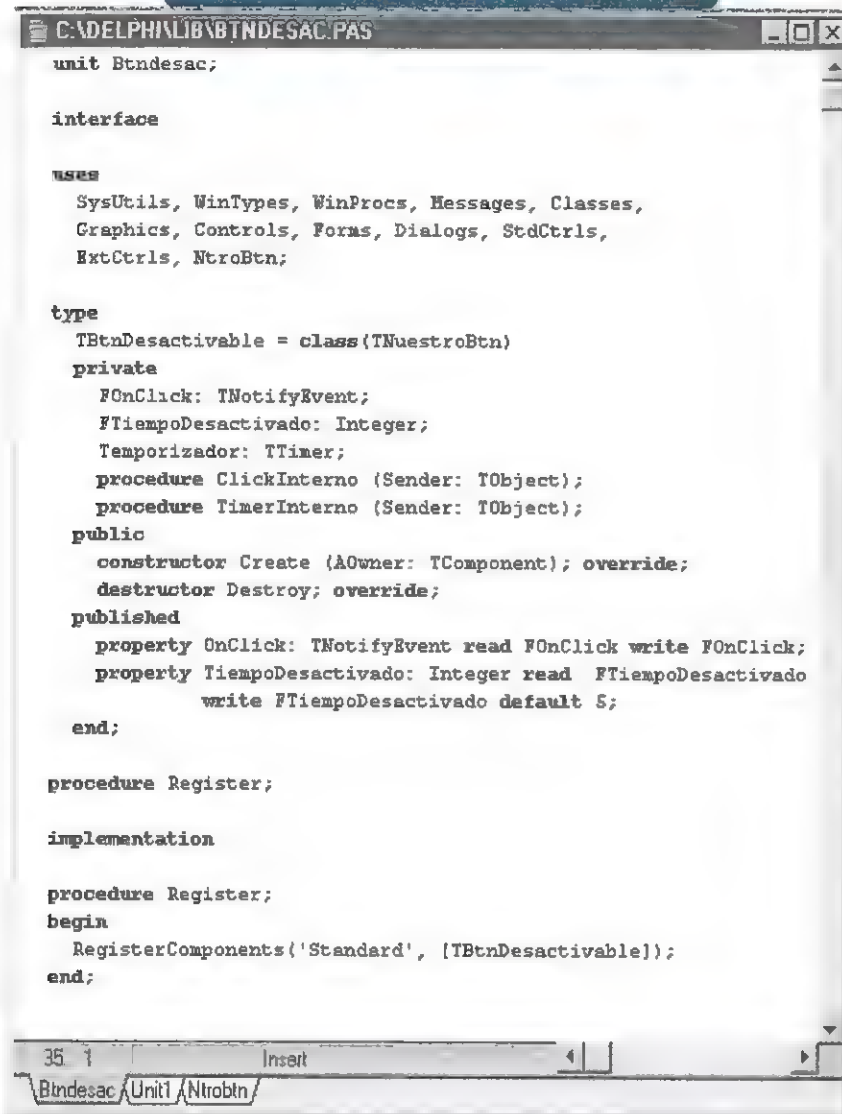 C:\DELPHI\LIB\BTNDESAC.PAS
unit Btndesac;
interface
uses
SysUtils, WinTypes, WinProcs, Messages, Classes,
Graphics, Controls, Forms, Dialogs, StdCtrls,
ExtCtrls, NtroBtn;
type
TBtnDesactivable = class(TNuestroBtn)
private
FOnClick: TNotifyEvent;
FTiempoDesactivado: Integer;
Temporizador: TTimer;
procedure ClickInterno (Sender: TObject);
procedure TimerInterno (Sender: TObject);
public
constructor Create (AOwner: TComponent); override;
destructor Destroy; override;
published
property OnClick: TNotifyEvent read FOnClick write FOnClick;
property TiempoDesactivado: Integer read FTiempoDesactivado
write FTiempoDesactivado default 5;
end;
procedure Register;
implementation
procedure Register;
begin
RegisterComponents('Standard', [TBtnDesactivable]);
end;
35: 1 Insert
Btndesac Unit1 Ntrobtn